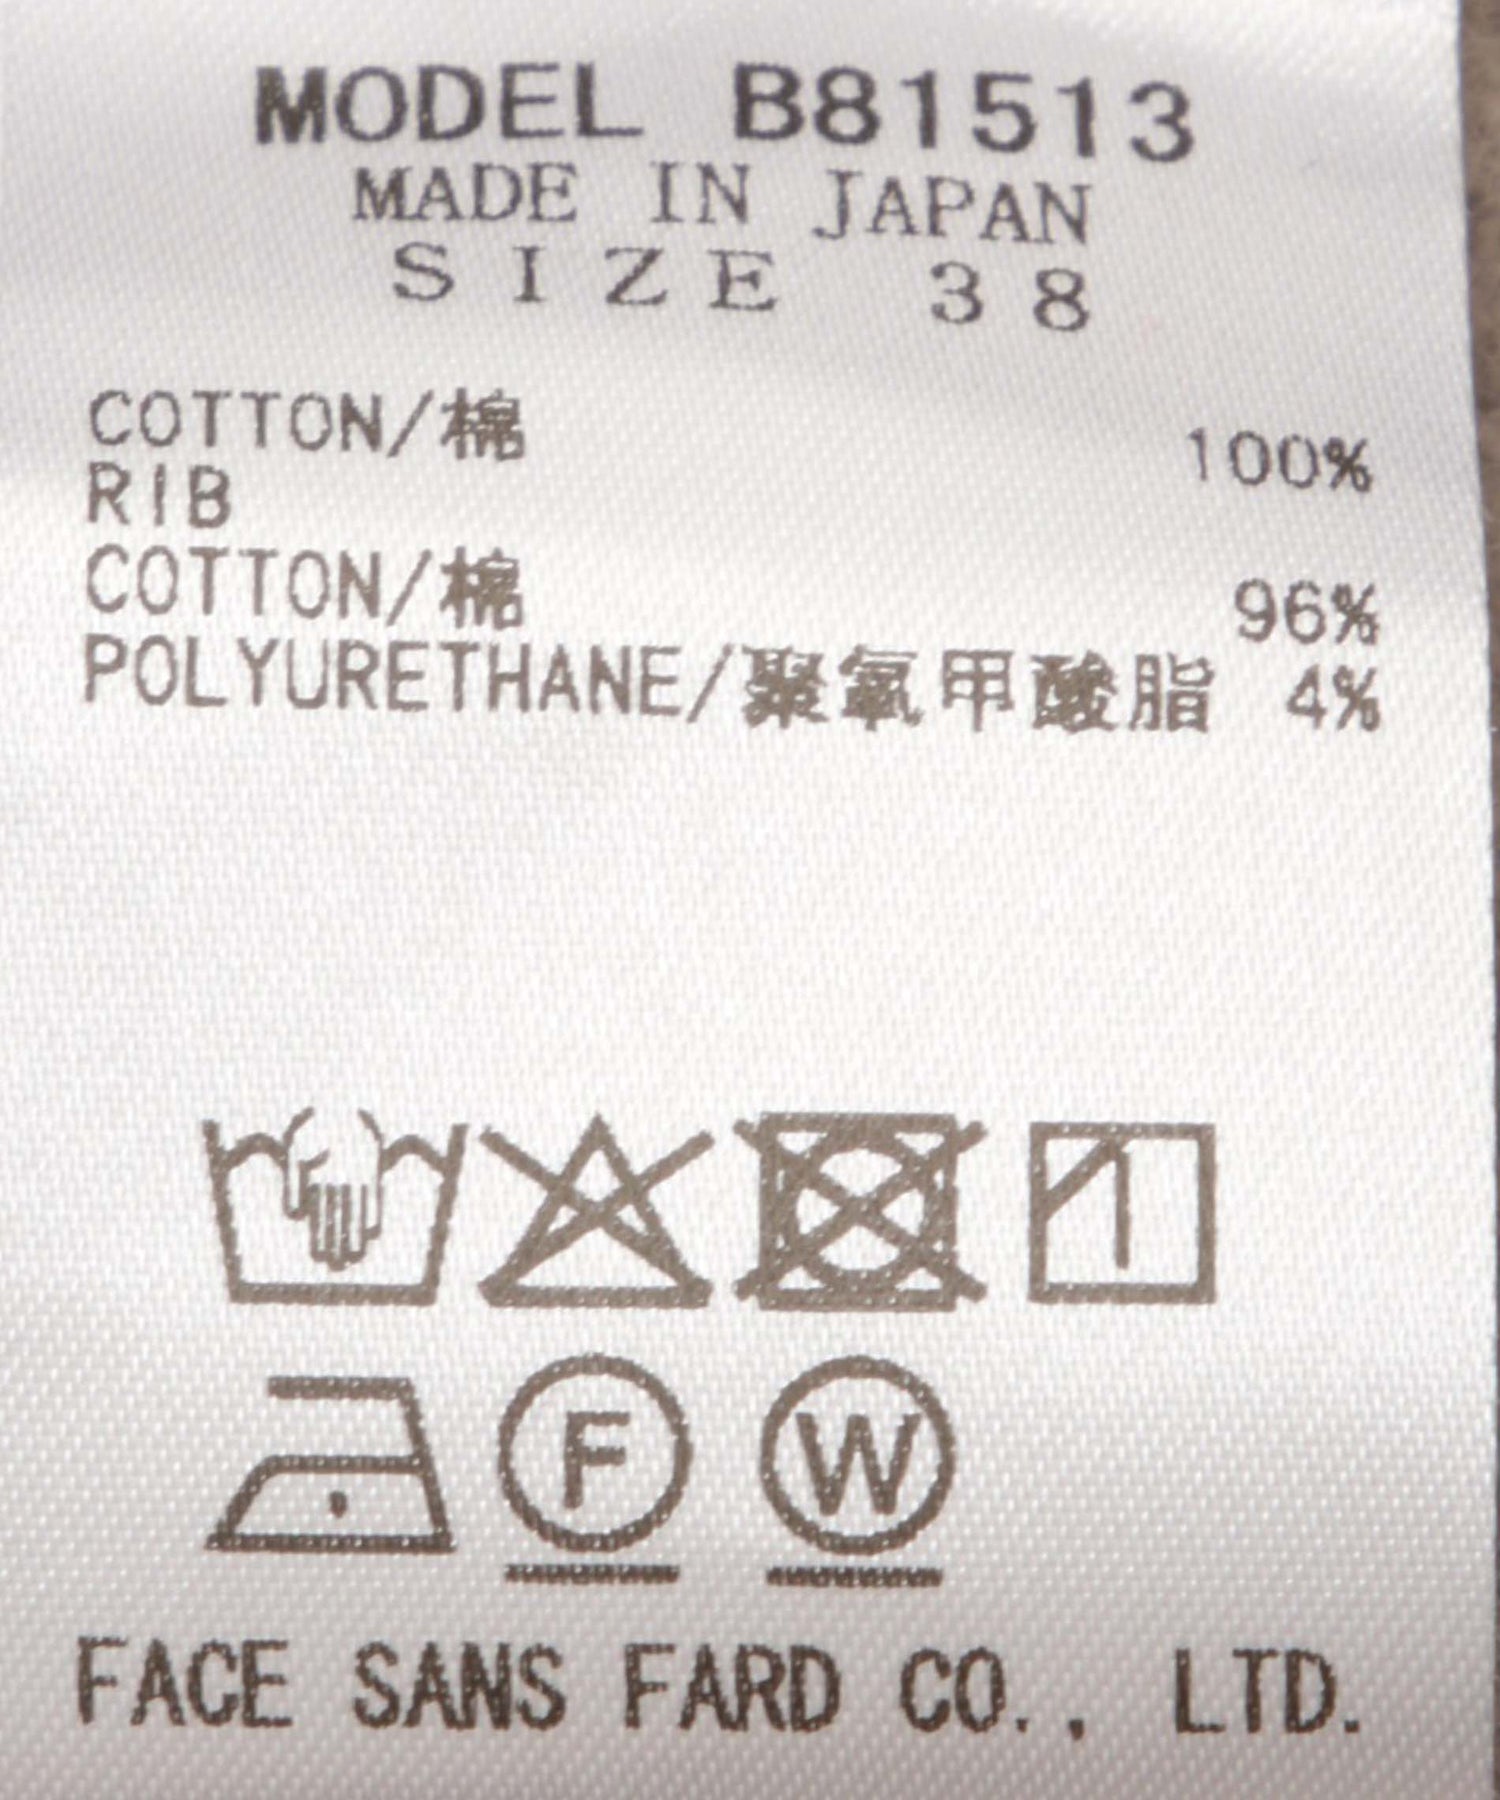 MODEL B81513
MADE IN JAPAN
SIZE 38
COTTON/棉 100%
RIB
COTTON/棉 96%
POLYURETHANE/聚氨甲酸脂 4%
F W
FACE SANS FARD CO., LTD.